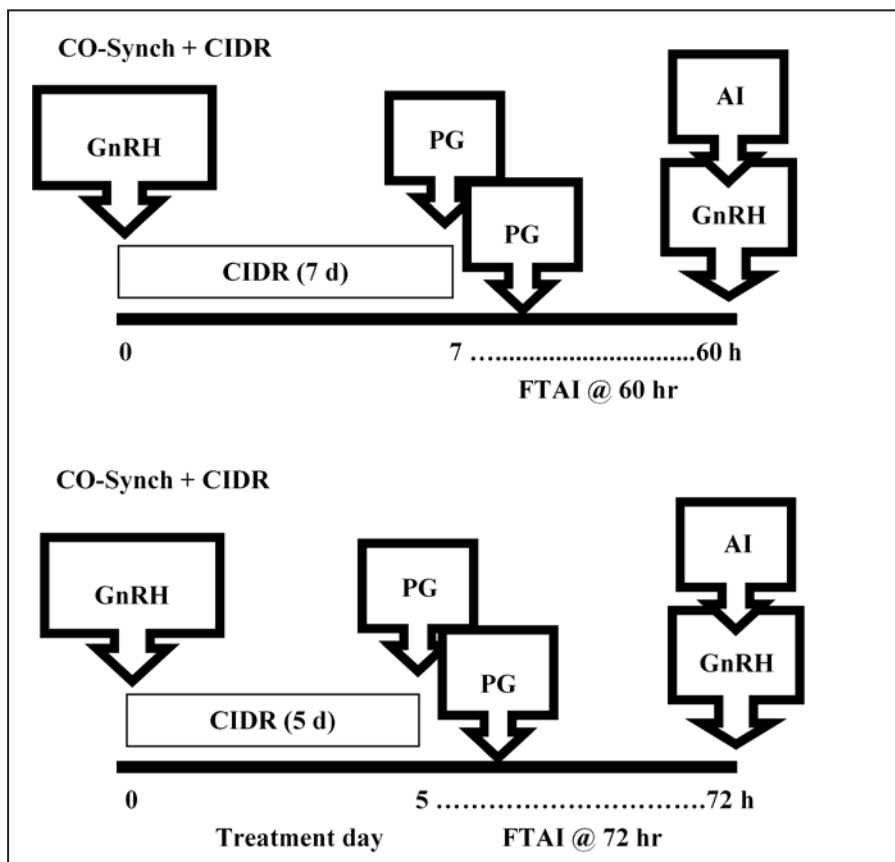 CO-Synch + CIDR
GnRH
PG
PG
AI
GnRH
CIDR (7 d)
0
7 ….................................60 h
FTAI @ 60 hr
CO-Synch + CIDR
GnRH
PG
PG
AI
GnRH
CIDR (5 d)
0
5 ………………………….72 h
Treatment day
FTAI @ 72 hr